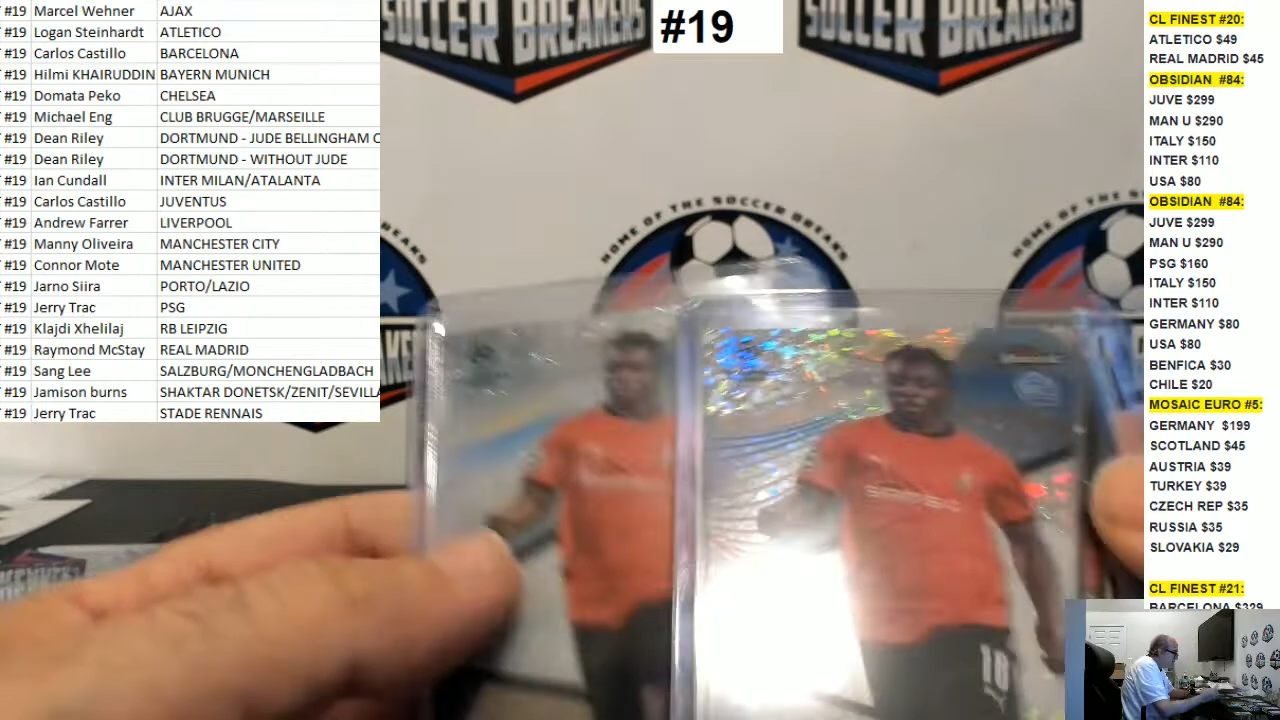 #19 Marcel Wehner AJAX
#19 Logan Steinhardt ATLETICO
#19 Carlos Castillo BARCELONA
#19 Hilmi KHAIRUDDIN BAYERN MUNICH
#19 Domata Peko CHELSEA
#19 Michael Eng CLUB BRUGGE/MARSEILLE
#19 Dean Riley DORTMUND - JUDE BELLINGHAM
#19 Dean Riley DORTMUND - WITHOUT JUDE
#19 Ian Cundall INTER MILAN/ATALANTA
#19 Carlos Castillo JUVENTUS
#19 Andrew Farrer LIVERPOOL
#19 Manny Oliveira MANCHESTER CITY
#19 Connor Mote MANCHESTER UNITED
#19 Jarno Siira PORTO/LAZIO
#19 Jerry Trac PSG
#19 Klajdi Xhelilaj RB LEIPZIG
#19 Raymond McStay REAL MADRID
#19 Sang Lee SALZBURG/MONCHENGLADBACH
#19 Jamison burns SHAKTAR DONETSK/ZENIT/SEVILLA
#19 Jerry Trac STADE RENNAIS
SOCCER BREAKERS
#19
SOCCER BREAKERS
HOME OF THE SOCCER BREAKS
HOME OF THE SOCCER
10
CL FINEST #20:
ATLETICO $49
REAL MADRID $45
OBSIDIAN #84:
JUVE $299
MAN U $290
ITALY $150
INTER $110
USA $80
OBSIDIAN #84:
JUVE $299
MAN U $290
PSG $160
ITALY $150
INTER $110
GERMANY $80
USA $80
BENFICA $30
CHILE $20
MOSAIC EURO #5:
GERMANY $199
SCOTLAND $45
AUSTRIA $39
TURKEY $39
CZECH REP $35
RUSSIA $35
SLOVAKIA $29
CL FINEST #21:
BARCELONA $329